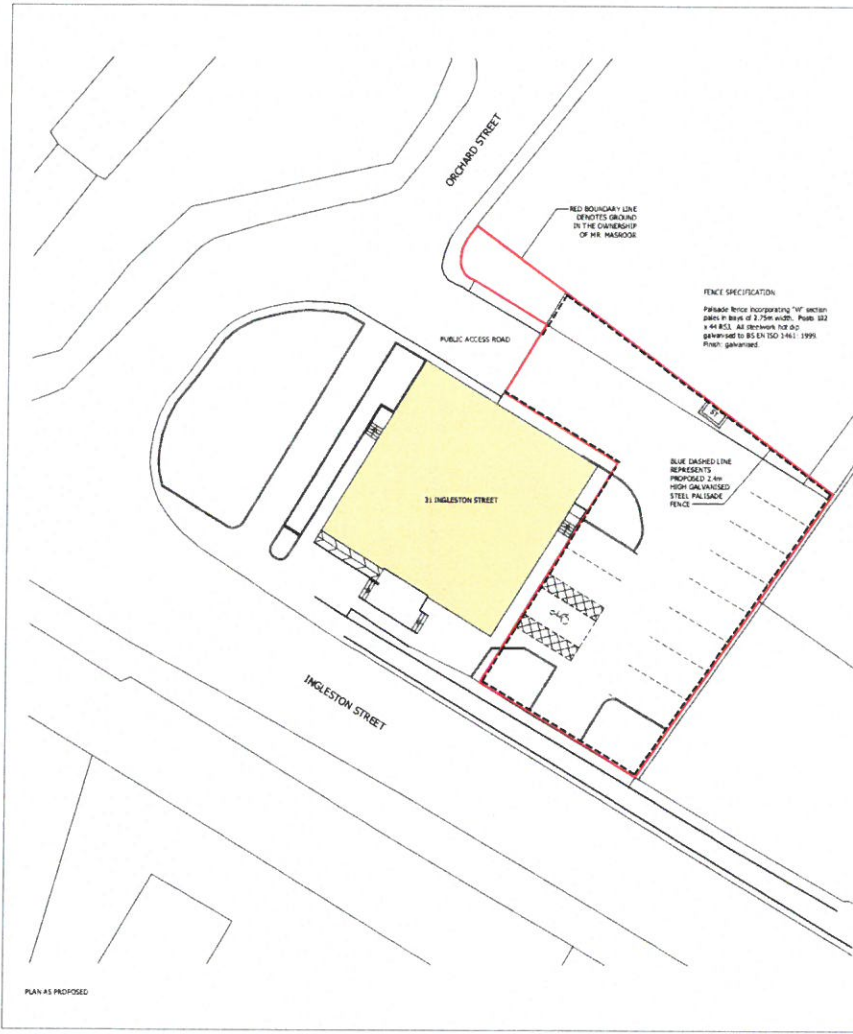 ORCHARD STREET
RED BOUNDARY LINE
DENOTES GROUND
IN THE OWNERSHIP
OF MR MASROOR
FENCE SPECIFICATION
Palisade fence incorporating "W" section
pales in bays of 2.75m width. Posts 102
x 44 RSJ. All steelwork hot dip
galvanised to BS EN ISO 1461: 1999.
Finish: galvanised.
PUBLIC ACCESS ROAD
ST
BLUE DASHED LINE
REPRESENTS
PROPOSED 2.4m
HIGH GALVANISED
STEEL PALISADE
FENCE
31 INGLESTON STREET
INGLESTON STREET
PLAN AS PROPOSED